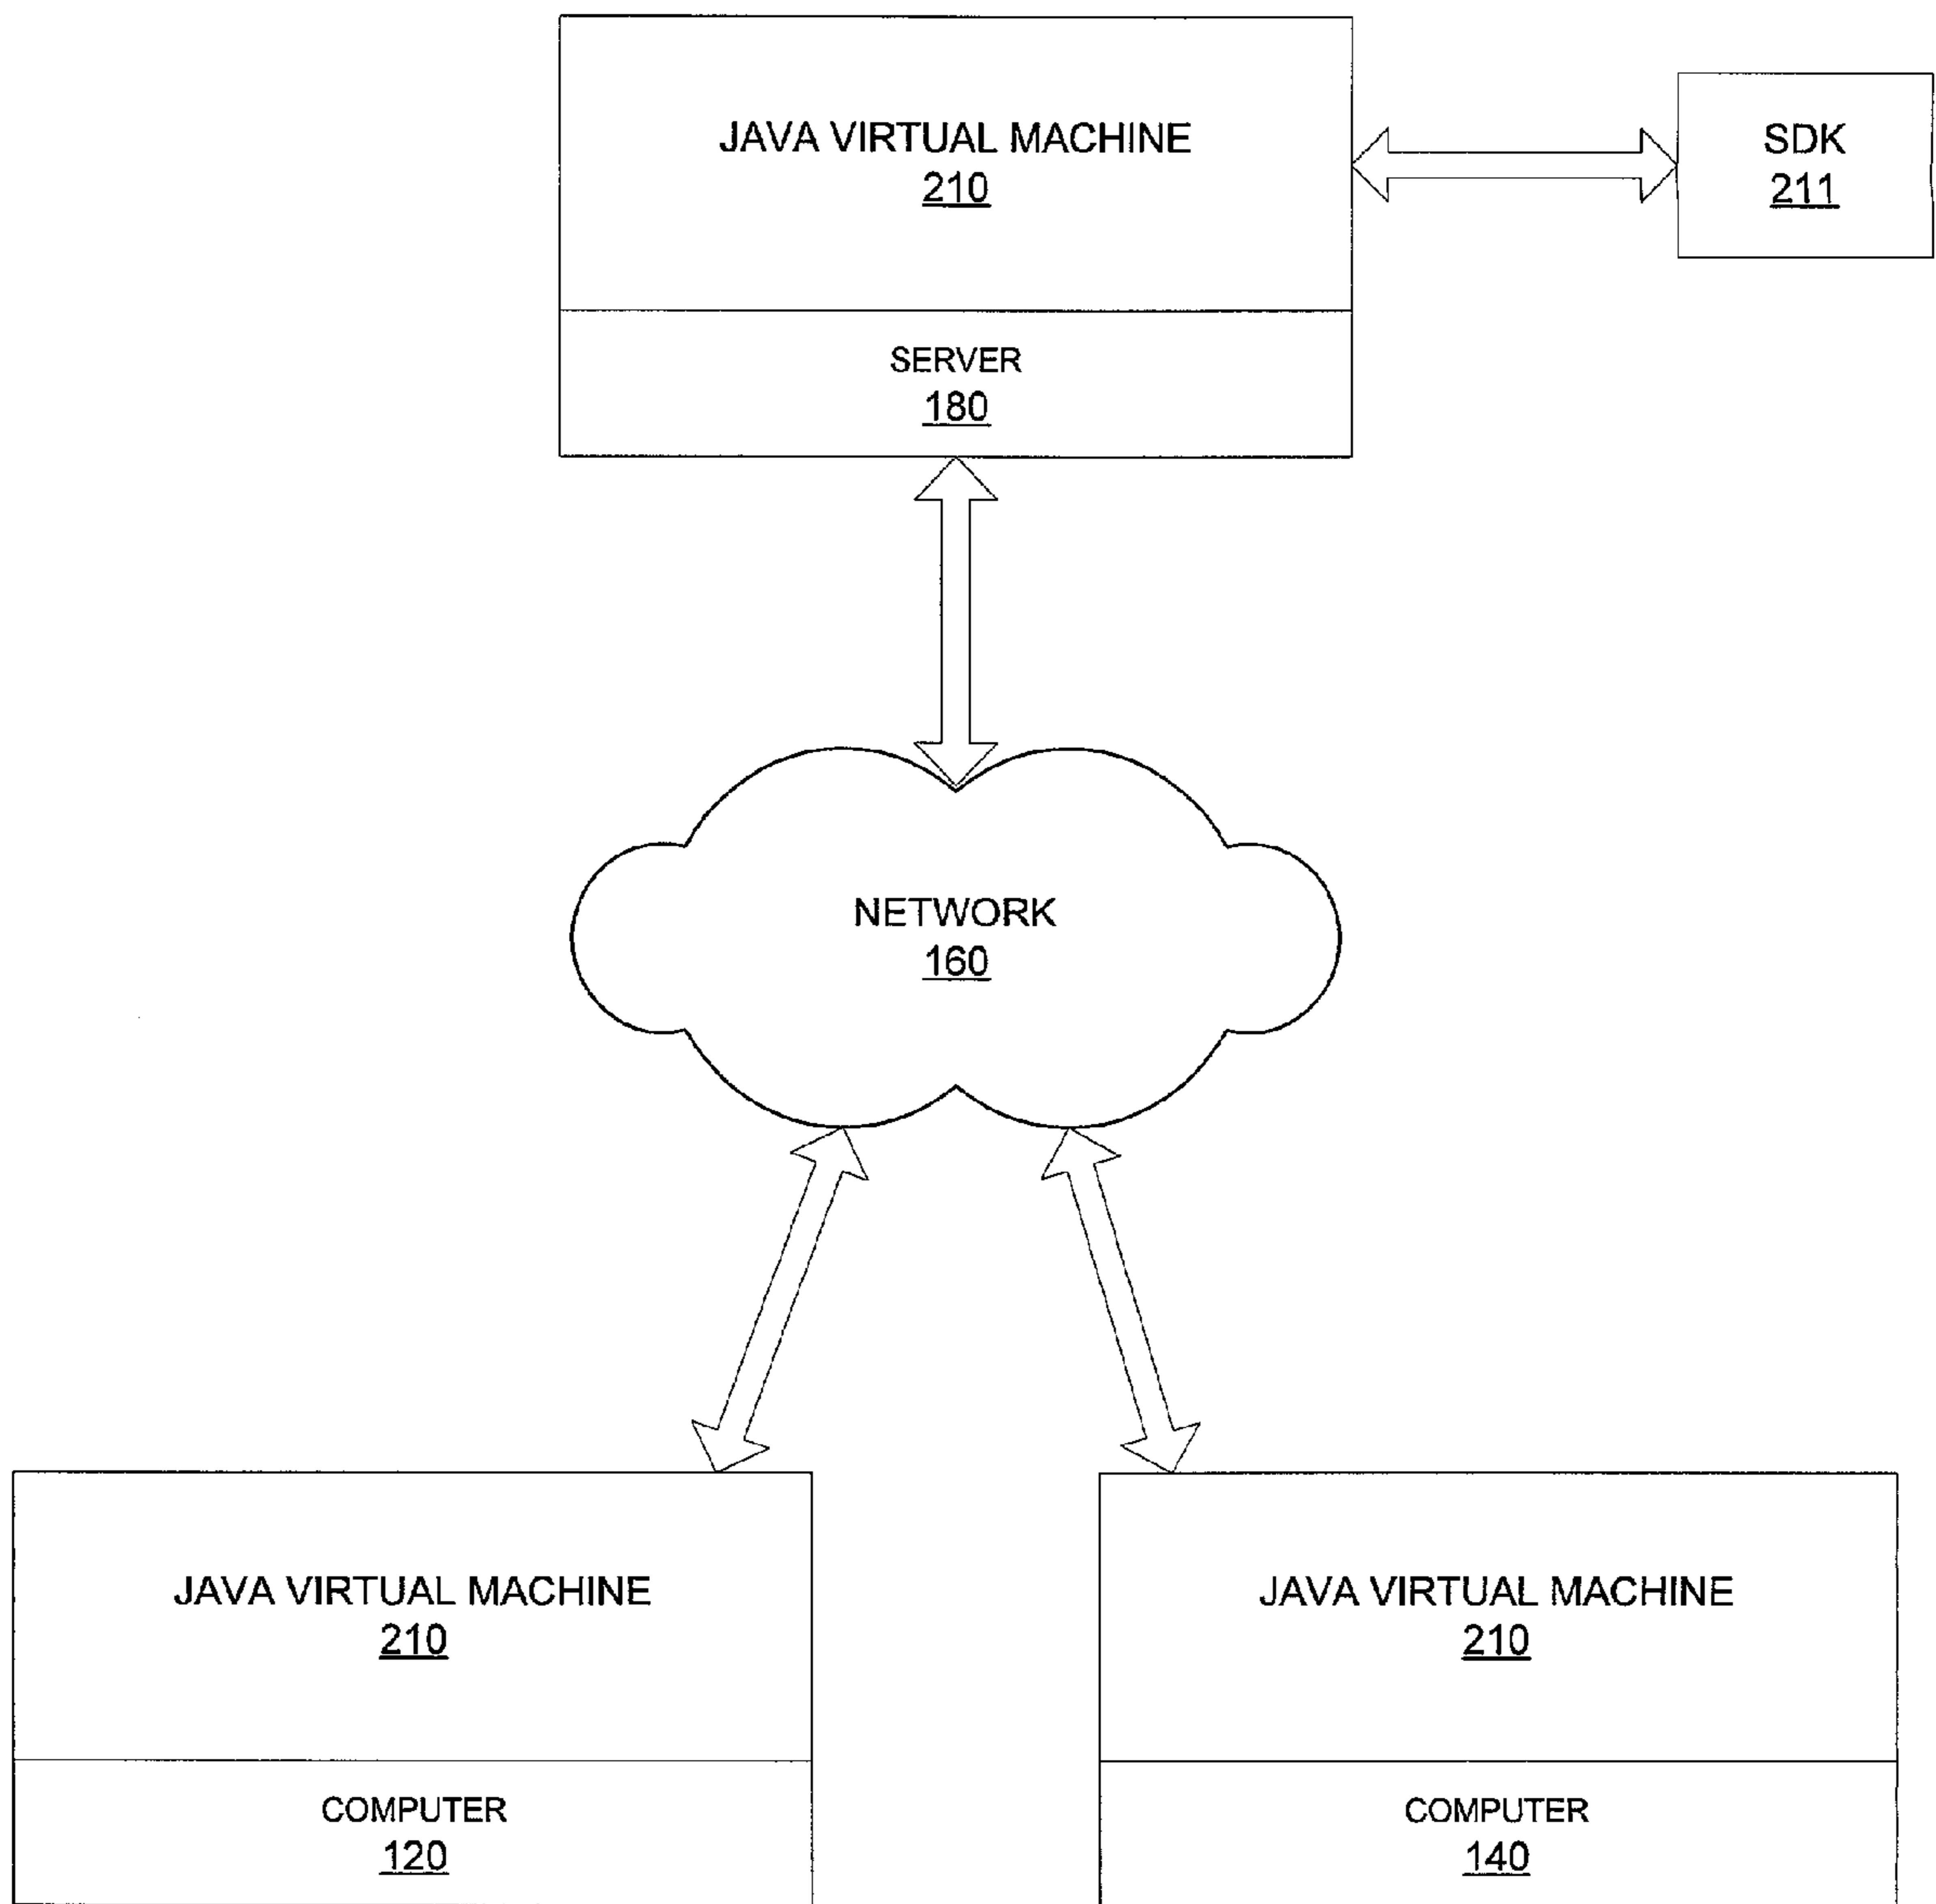 JAVA VIRTUAL MACHINE
210
SDK
211
SERVER
180
NETWORK
160
JAVA VIRTUAL MACHINE
210
COMPUTER
120
JAVA VIRTUAL MACHINE
210
COMPUTER
140